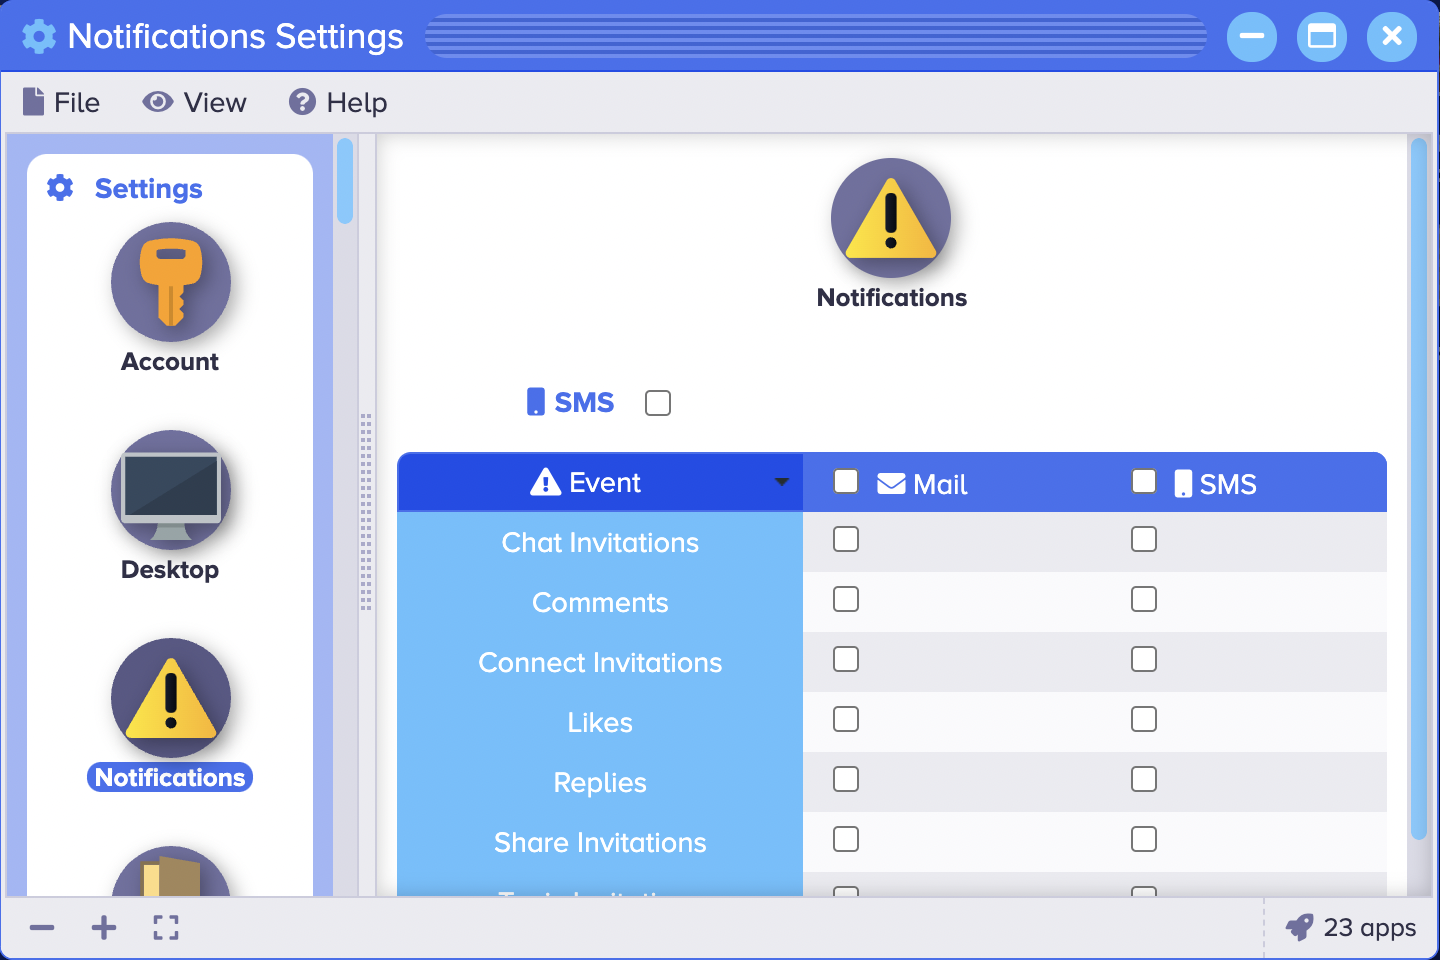 Notifications Settings
File View Help
Settings
Account
Desktop
Notifications
Notifications
SMS
Event Mail SMS
Chat Invitations
Comments
Connect Invitations
Likes
Replies
Share Invitations
23 apps